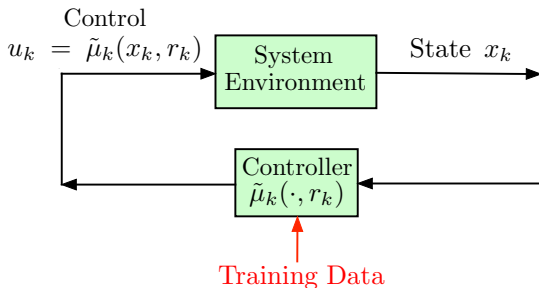 Control
u_k = μ̃_k(x_k, r_k)
System
Environment
State x_k
Controller
μ̃_k(·, r_k)
Training Data